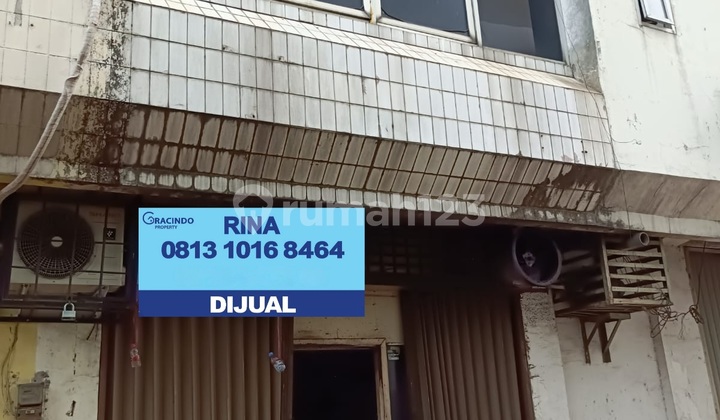 GRACINDO
PROPERTY
RINA
0813 1016 8464
DIJUAL
rumah123